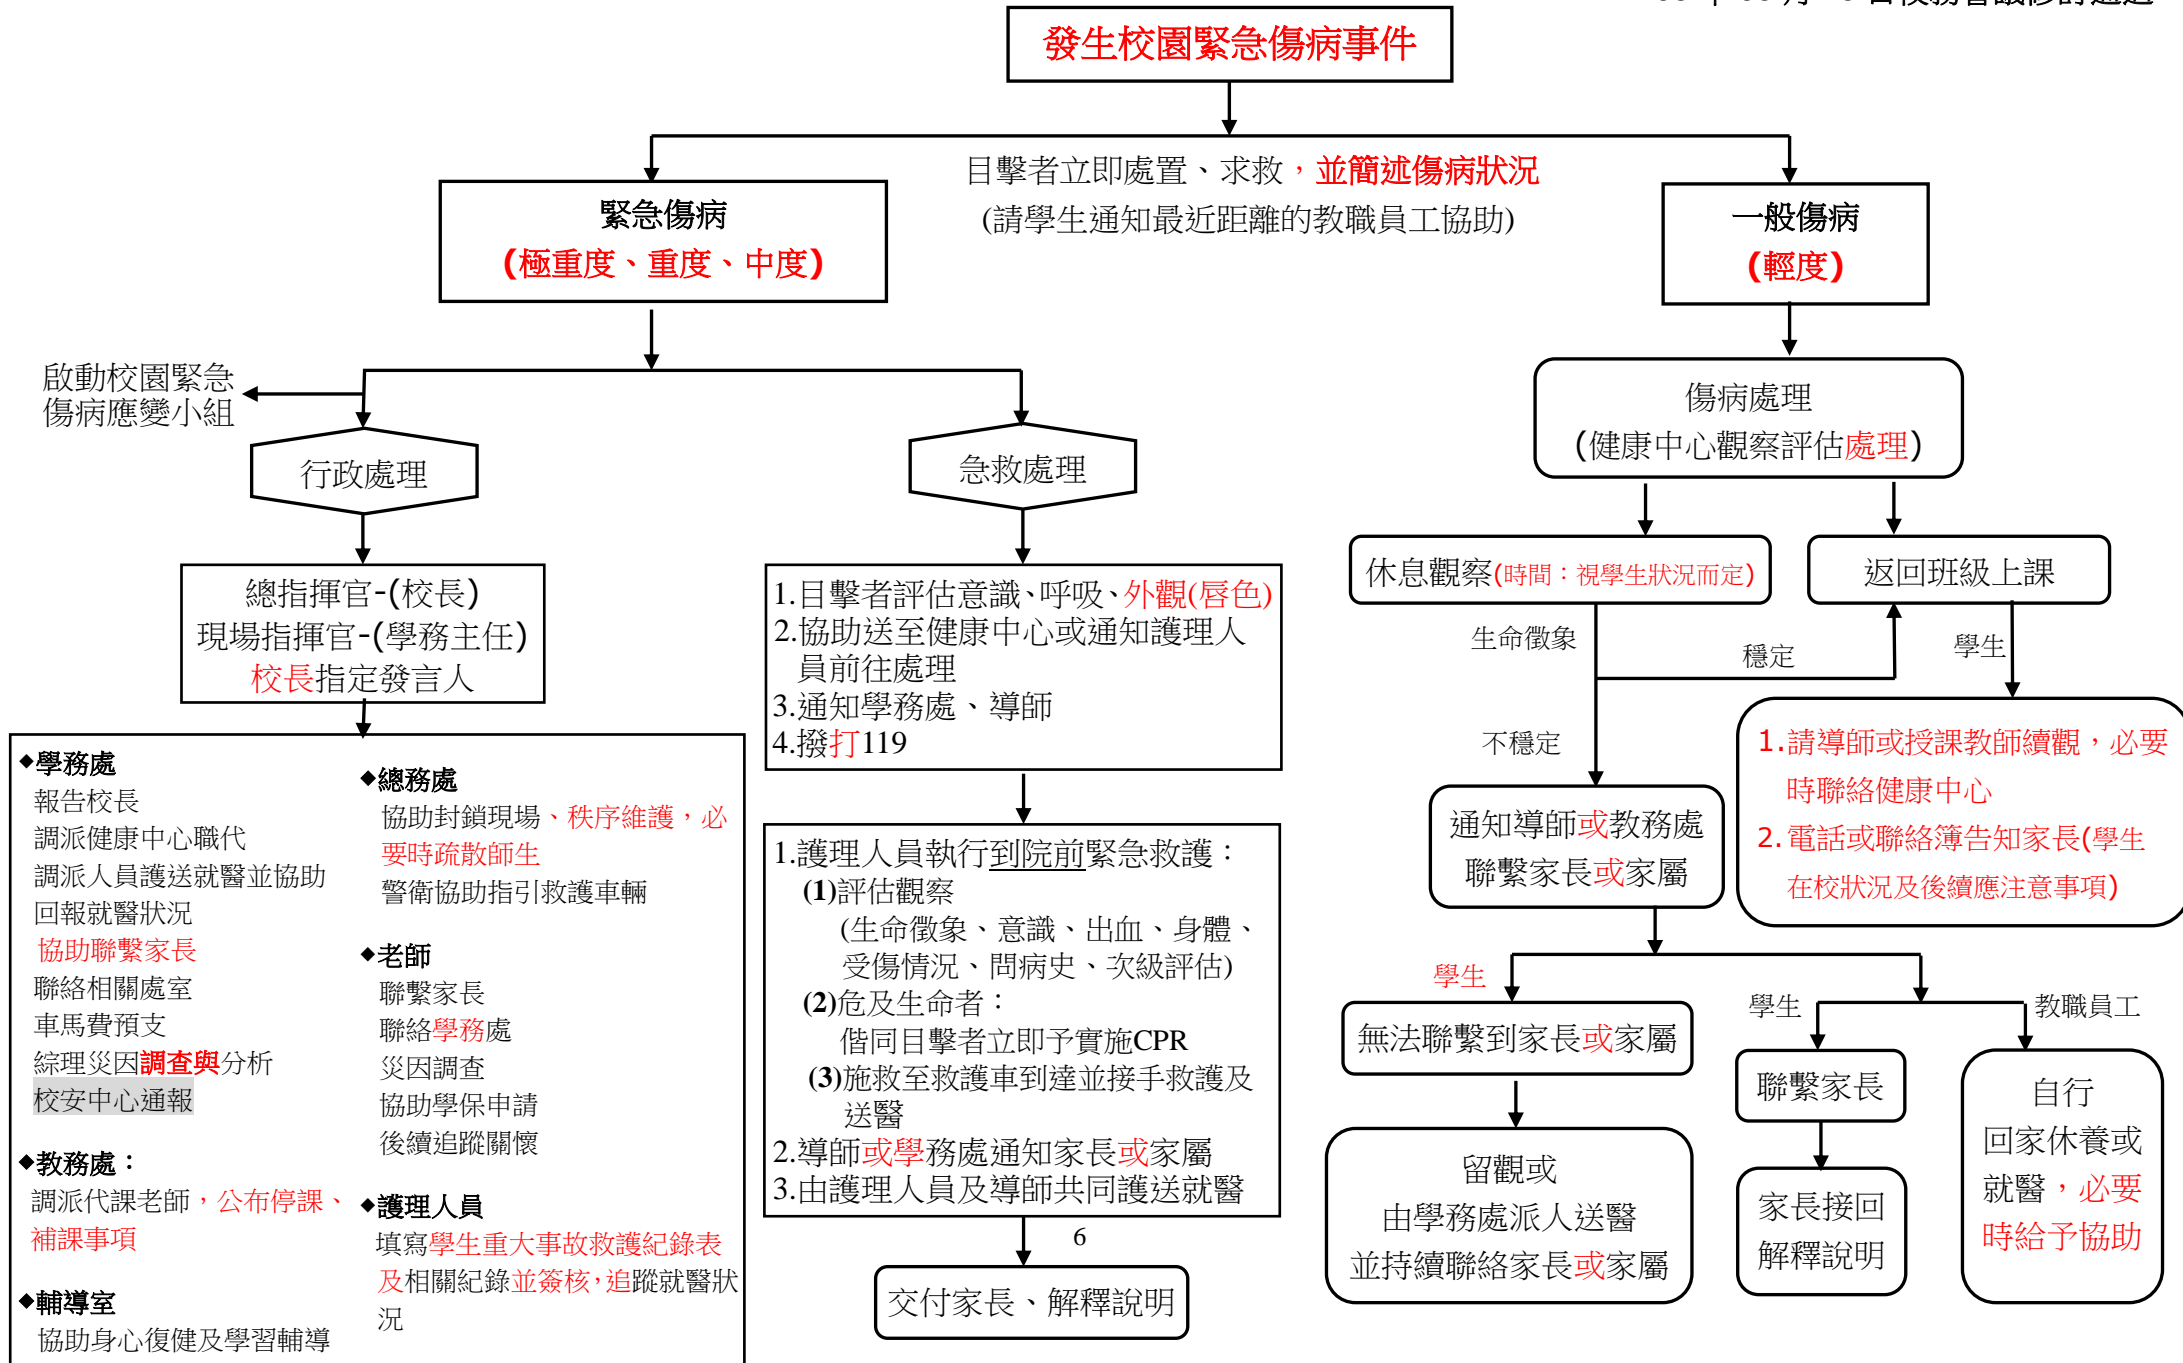 發生校園緊急傷病事件
目擊者立即處置、求救，並簡述傷病狀況
(請學生通知最近距離的教職員工協助)
緊急傷病
(極重度、重度、中度)
一般傷病
(輕度)
啟動校園緊急
傷病應變小組
行政處理
急救處理
傷病處理
(健康中心觀察評估處理)
總指揮官-(校長)
現場指揮官-(學務主任)
校長指定發言人
◆學務處
報告校長
調派健康中心職代
調派人員護送就醫並協助
回報就醫狀況
協助聯繫家長
聯絡相關處室
車馬費預支
綜理災因調查與分析
校安中心通報
◆教務處：
調派代課老師，公布停課、
補課事項
◆輔導室
協助身心復健及學習輔導
◆總務處
協助封鎖現場、秩序維護，必
要時疏散師生
警衛協助指引救護車輛
◆老師
聯繫家長
聯絡學務處
災因調查
協助學保申請
後續追蹤關懷
◆護理人員
填寫學生重大事故救護紀錄表
及相關紀錄並簽核，追蹤就醫狀
況
1.目擊者評估意識、呼吸、外觀(唇色)
2.協助送至健康中心或通知護理人
員前往處理
3.通知學務處、導師
4.撥打119
1.護理人員執行到院前緊急救護：
(1)評估觀察
(生命徵象、意識、出血、身體、
受傷情況、問病史、次級評估)
(2)危及生命者：
偕同目擊者立即予實施CPR
(3)施救至救護車到達並接手救護及
送醫
2.導師或學務處通知家長或家屬
3.由護理人員及導師共同護送就醫
6
交付家長、解釋說明
休息觀察(時間：視學生狀況而定)
返回班級上課
生命徵象
穩定
學生
不穩定
1.請導師或授課教師續觀，必要
時聯絡健康中心
2.電話或聯絡簿告知家長(學生
在校狀況及後續應注意事項)
通知導師或教務處
聯繫家長或家屬
學生
無法聯繫到家長或家屬
留觀或
由學務處派人送醫
並持續聯絡家長或家屬
學生
聯繫家長
家長接回
解釋說明
教職員工
自行
回家休養或
就醫，必要
時給予協助